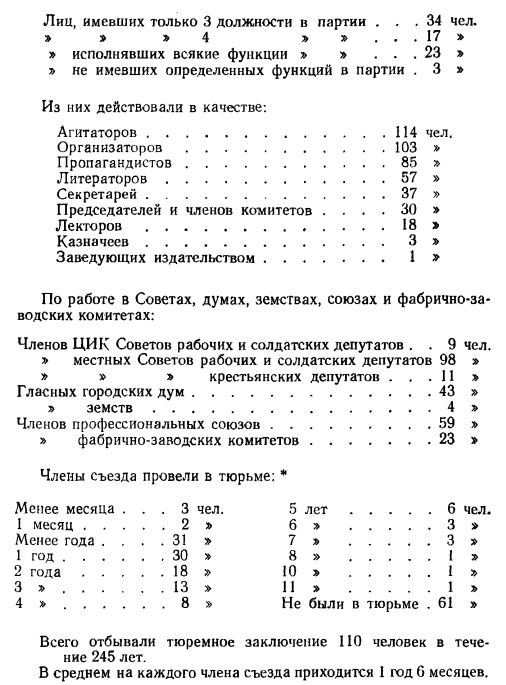 Лиц, имевших только 3 должности в партии . . . 34 чел.
» » » 4 » » » . . . 17 »
» исполнявших всякие функции » » . . . 23 »
» не имевших определенных функций в партии . 3 »
Из них действовали в качестве:
Агитаторов . . . . . . . . . . . . . 114 чел.
Организаторов . . . . . . . . . . . 103 »
Пропагандистов . . . . . . . . . . . 85 »
Литераторов . . . . . . . . . . . . 57 »
Секретарей . . . . . . . . . . . . . 37 »
Председателей и членов комитетов . . . . 30 »
Лекторов . . . . . . . . . . . . . 18 »
Казначеев . . . . . . . . . . . . . 3 »
Заведующих издательством . . . . . . . 1 »
По работе в Советах, думах, земствах, союзах и фабрично-за-
водских комитетах:
Членов ЦИК Советов рабочих и солдатских депутатов . . 9 чел.
» местных Советов рабочих и солдатских депутатов 98 »
» » » крестьянских депутатов . . . 11 »
Гласных городских дум . . . . . . . . . . . . 43 »
» земств . . . . . . . . . . . . . . 4 »
Членов профессиональных союзов . . . . . . . . 59 »
» фабрично-заводских комитетов . . . . . . . 23 »
Члены съезда провели в тюрьме: *
Менее месяца . . . 3 чел. 5 лет . . . . . 6 чел.
1 месяц . . . . . 2 » 6 » . . . . . 3 »
Менее года . . . . 31 » 7 » . . . . . 3 »
1 год . . . . . . 30 » 8 » . . . . . 1 »
2 года . . . . . 18 » 10 » . . . . . 1 »
3 » . . . . . . 13 » 11 » . . . . . 1 »
4 » . . . . . . 8 » Не были в тюрьме . 61 »
Всего отбывали тюремное заключение 110 человек в тече-
ние 245 лет.
В среднем на каждого члена съезда приходится 1 год 6 месяцев.